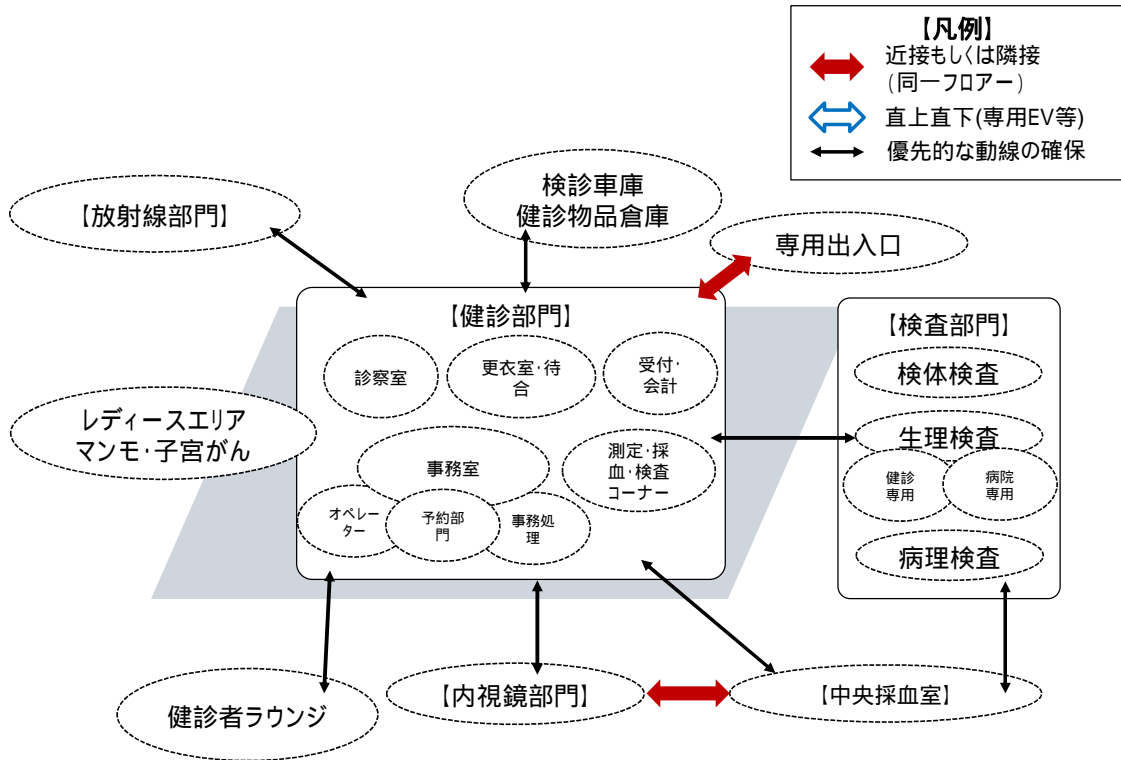 【凡例】
近接もしくは隣接
(同一フロアー)
直上直下(専用EV等)
優先的な動線の確保
検診車庫
健診物品倉庫
【放射線部門】
専用出入口
【健診部門】
診察室
更衣室・待
合
受付・
会計
【検査部門】
検体検査
生理検査
健診
専用
病院
専用
病理検査
レディースエリア
マンモ・子宮がん
事務室
測定・採
血・検査
コーナー
オペレー
ター
予約部
門
事務処
理
健診者ラウンジ
【内視鏡部門】
【中央採血室】